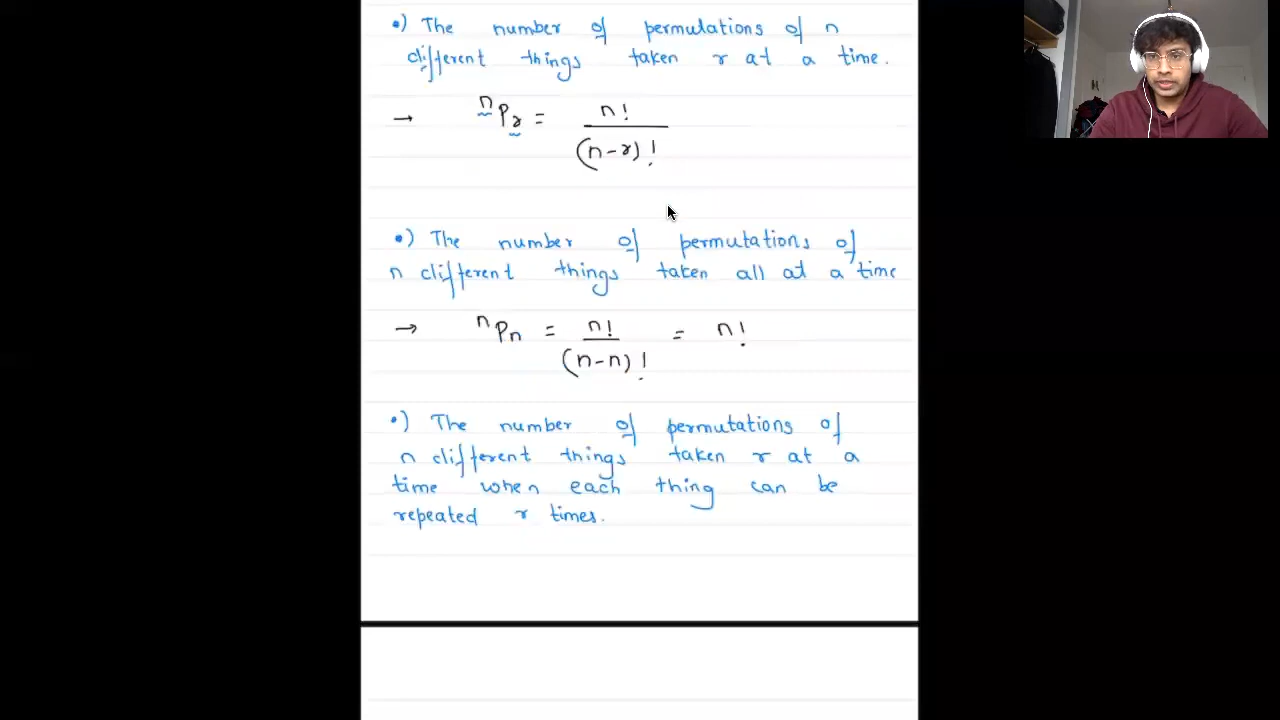 •) The number of permulations of n
different things taken r at a time.
→ ⁿPᵣ = n! / (n-r)!
•) The number of permutations of
n different things taken all at a time
→ ⁿPₙ = n! / (n-n)! = n!
•) The number of permutations of
n different things taken r at a
time when each thing can be
repeated r times.